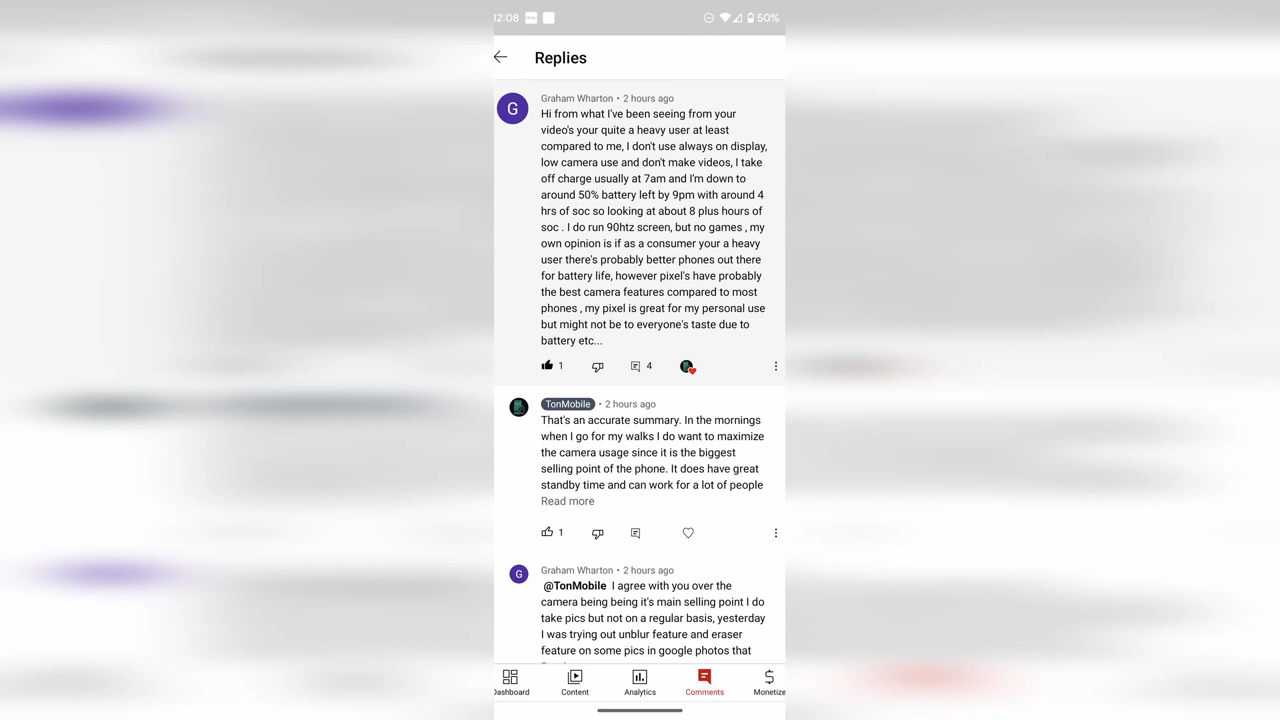 12:08
50%
Replies
G
Graham Wharton • 2 hours ago
Hi from what I've been seeing from your
video's your quite a heavy user at least
compared to me, I don't use always on display,
low camera use and don't make videos, I take
off charge usually at 7am and I'm down to
around 50% battery left by 9pm with around 4
hrs of soc so looking at about 8 plus hours of
soc . I do run 90htz screen, but no games , my
own opinion is if as a consumer your a heavy
user there's probably better phones out there
for battery life, however pixel's have probably
the best camera features compared to most
phones , my pixel is great for my personal use
but might not be to everyone's taste due to
battery etc...
1
4
TonMobile • 2 hours ago
That's an accurate summary. In the mornings
when I go for my walks I do want to maximize
the camera usage since it is the biggest
selling point of the phone. It does have great
standby time and can work for a lot of people
Read more
1
G
Graham Wharton • 2 hours ago
@TonMobile I agree with you over the
camera being being it's main selling point I do
take pics but not on a regular basis, yesterday
I was trying out unblur feature and eraser
feature on some pics in google photos that
Dashboard
Content
Analytics
Comments
Monetize